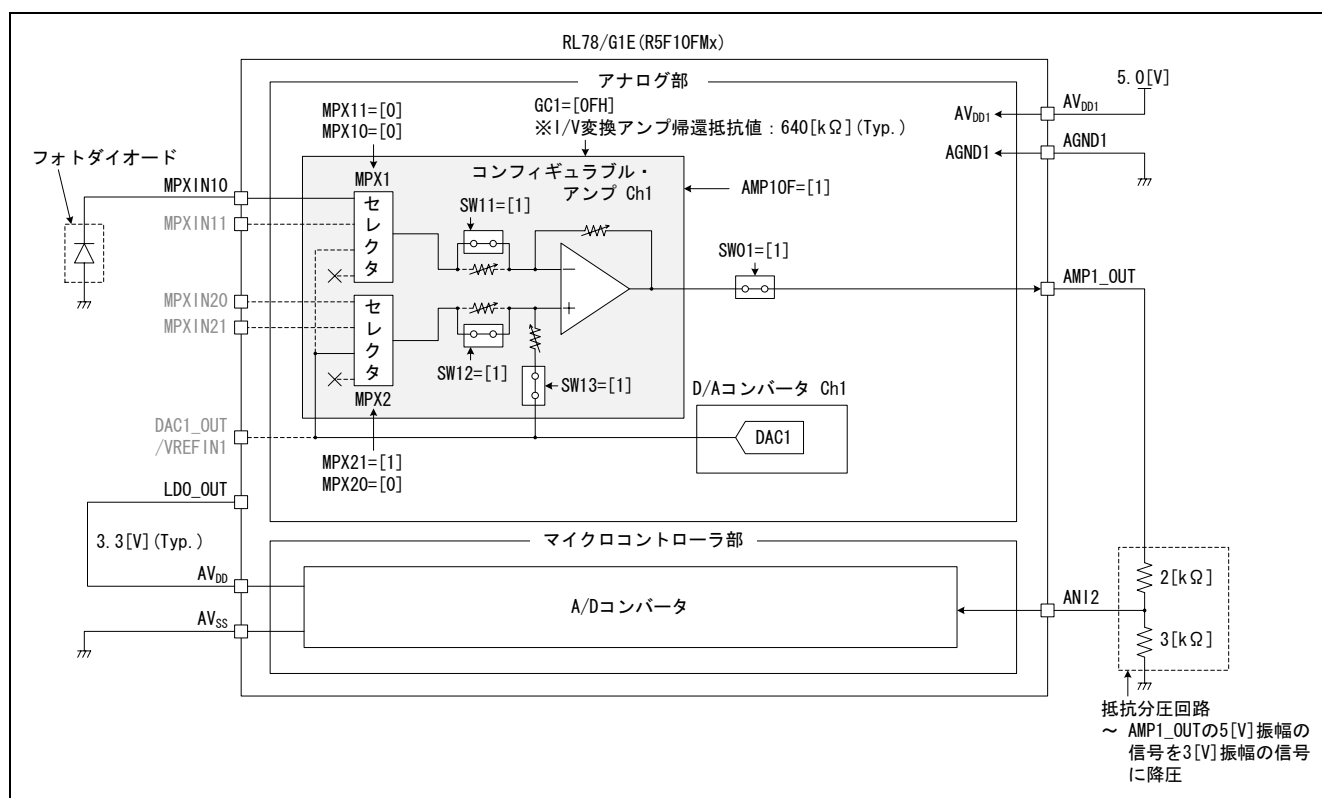 RL78/G1E(R5F10FMx)
アナログ部
5.0[V]
MPX11=[0]
MPX10=[0]
GC1=[0FH]
※I/V変換アンプ帰還抵抗値：640[kΩ](Typ.)
AV_DD1
AV_DD1
AGND1
AGND1
フォトダイオード
コンフィギュラブル・
アンプ Ch1
MPX1
AMP1OF=[1]
MPXIN10
セレクタ
SW11=[1]
MPXIN11
SW01=[1]
AMP1_OUT
－
＋
MPXIN20
セレクタ
MPXIN21
SW12=[1]
SW13=[1]
MPX2
D/Aコンバータ Ch1
DAC1
DAC1_OUT
/VREFIN1
MPX21=[1]
MPX20=[0]
LDO_OUT
3.3[V](Typ.)
マイクロコントローラ部
AV_DD
A/Dコンバータ
ANI2
2[kΩ]
3[kΩ]
AV_SS
抵抗分圧回路
～ AMP1_OUTの5[V]振幅の
信号を3[V]振幅の信号
に降圧